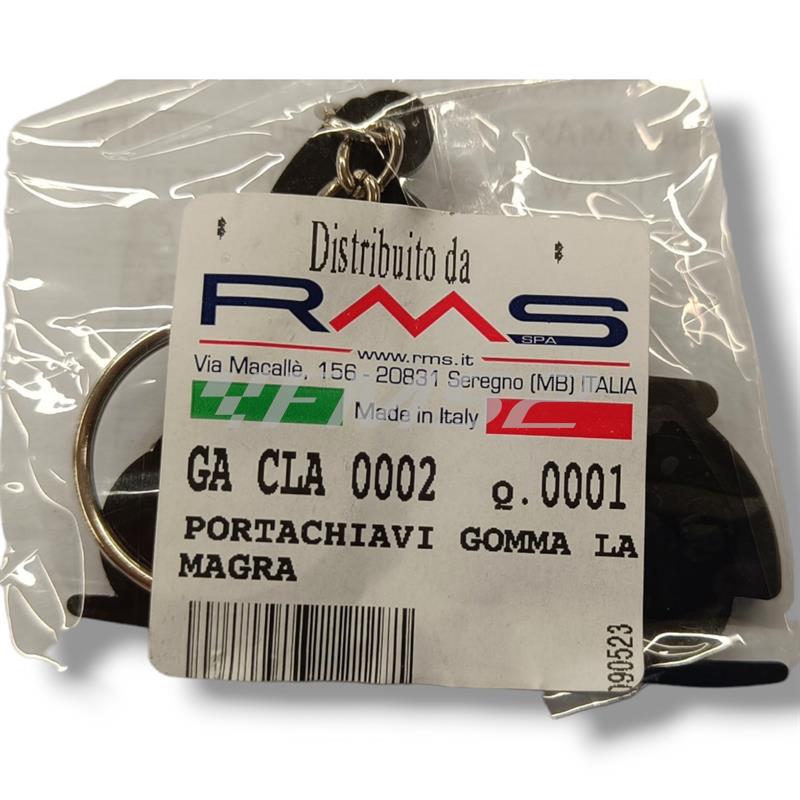 Distribuito da
RMS
SPA
www.rms.it
Via Macallè, 156 - 20831 Seregno (MB) ITALIA
Made in Italy
GA CLA 0002 Q.0001
PORTACHIAVI GOMMA LA
MAGRA
090523